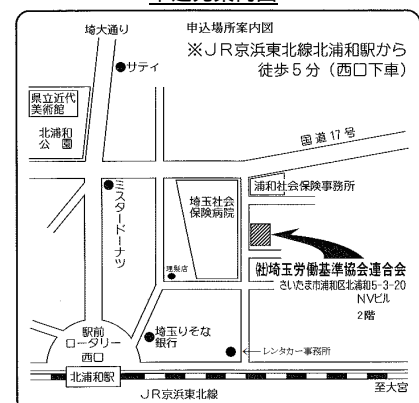 申込先案内図
埼大通り
申込場所案内図
※JR京浜東北線北浦和駅から
徒歩5分(西口下車)
サティ
県立近代
美術館
北浦和
公園
国道17号
浦和社会保険事務所
ミスタードーナツ
埼玉社会
保険病院
理髪店
㈳埼玉労働基準協会連合会
さいたま市浦和区北浦和5-3-20
NVビル
2階
駅前
ロータリー
西口
埼玉りそな
銀行
←レンタカー事務所
北浦和駅
JR京浜東北線
至大宮